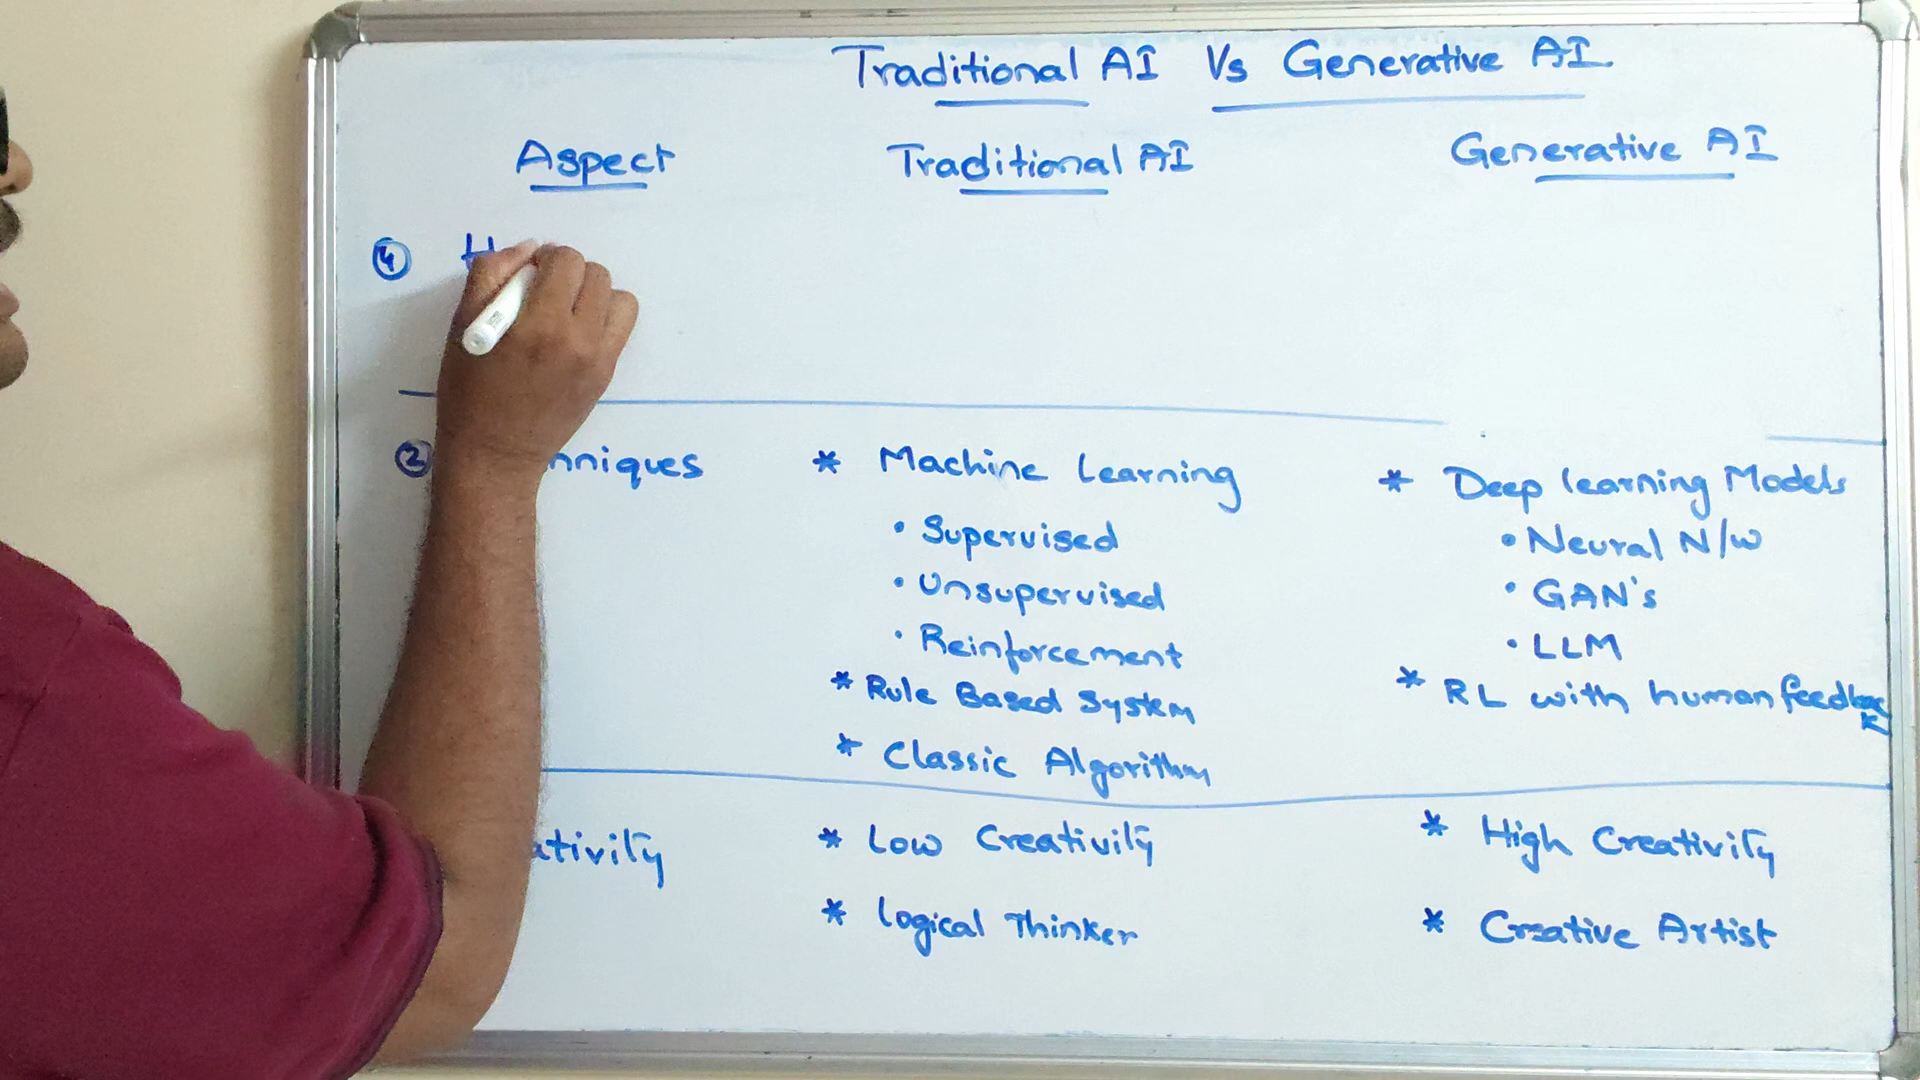 Traditional AI Vs Generative AI.
Aspect Traditional AI Generative AI
④ H
② nniques * Machine Learning * Deep learning Models
• Supervised • Neural N/W
• Unsupervised • GAN's
• Reinforcement • LLM
* Rule Based System * RL with human feedback
* Classic Algorithm
ativity * Low Creativity * High Creativity
* Logical Thinker * Creative Artist